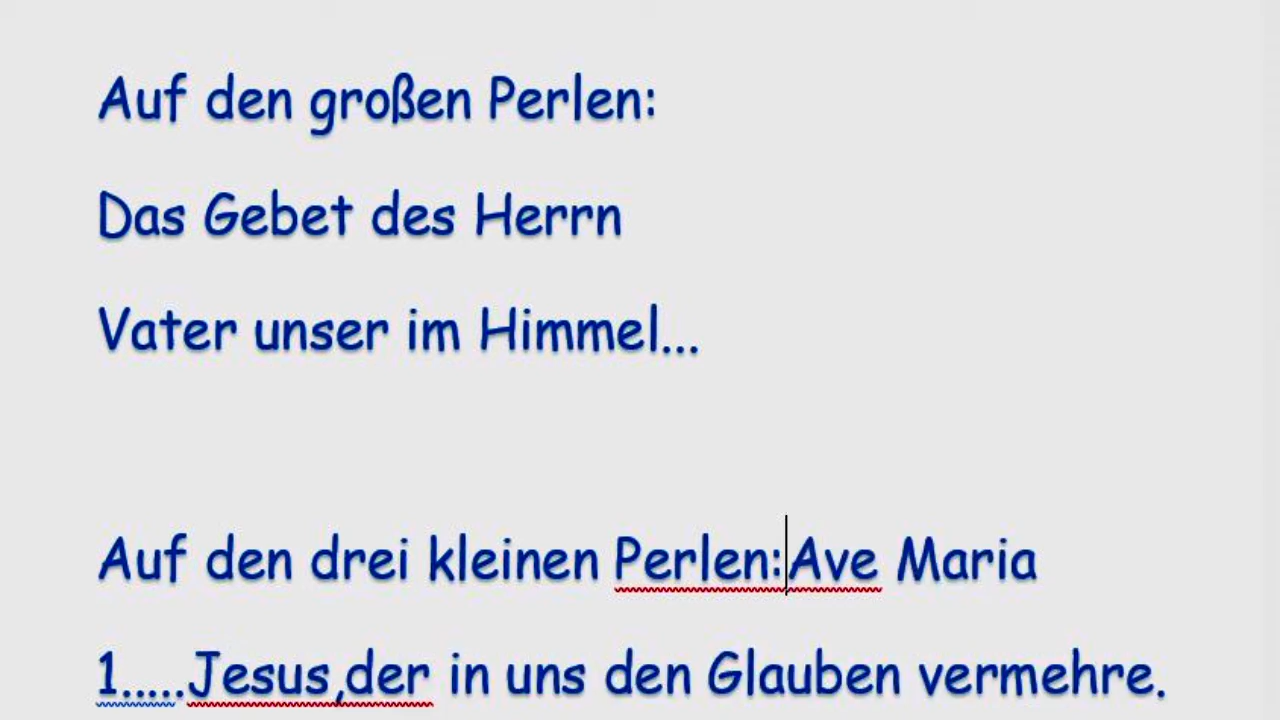 Auf den großen Perlen:
Das Gebet des Herrn
Vater unser im Himmel...
Auf den drei kleinen Perlen:Ave Maria
1.....Jesus,der in uns den Glauben vermehre.